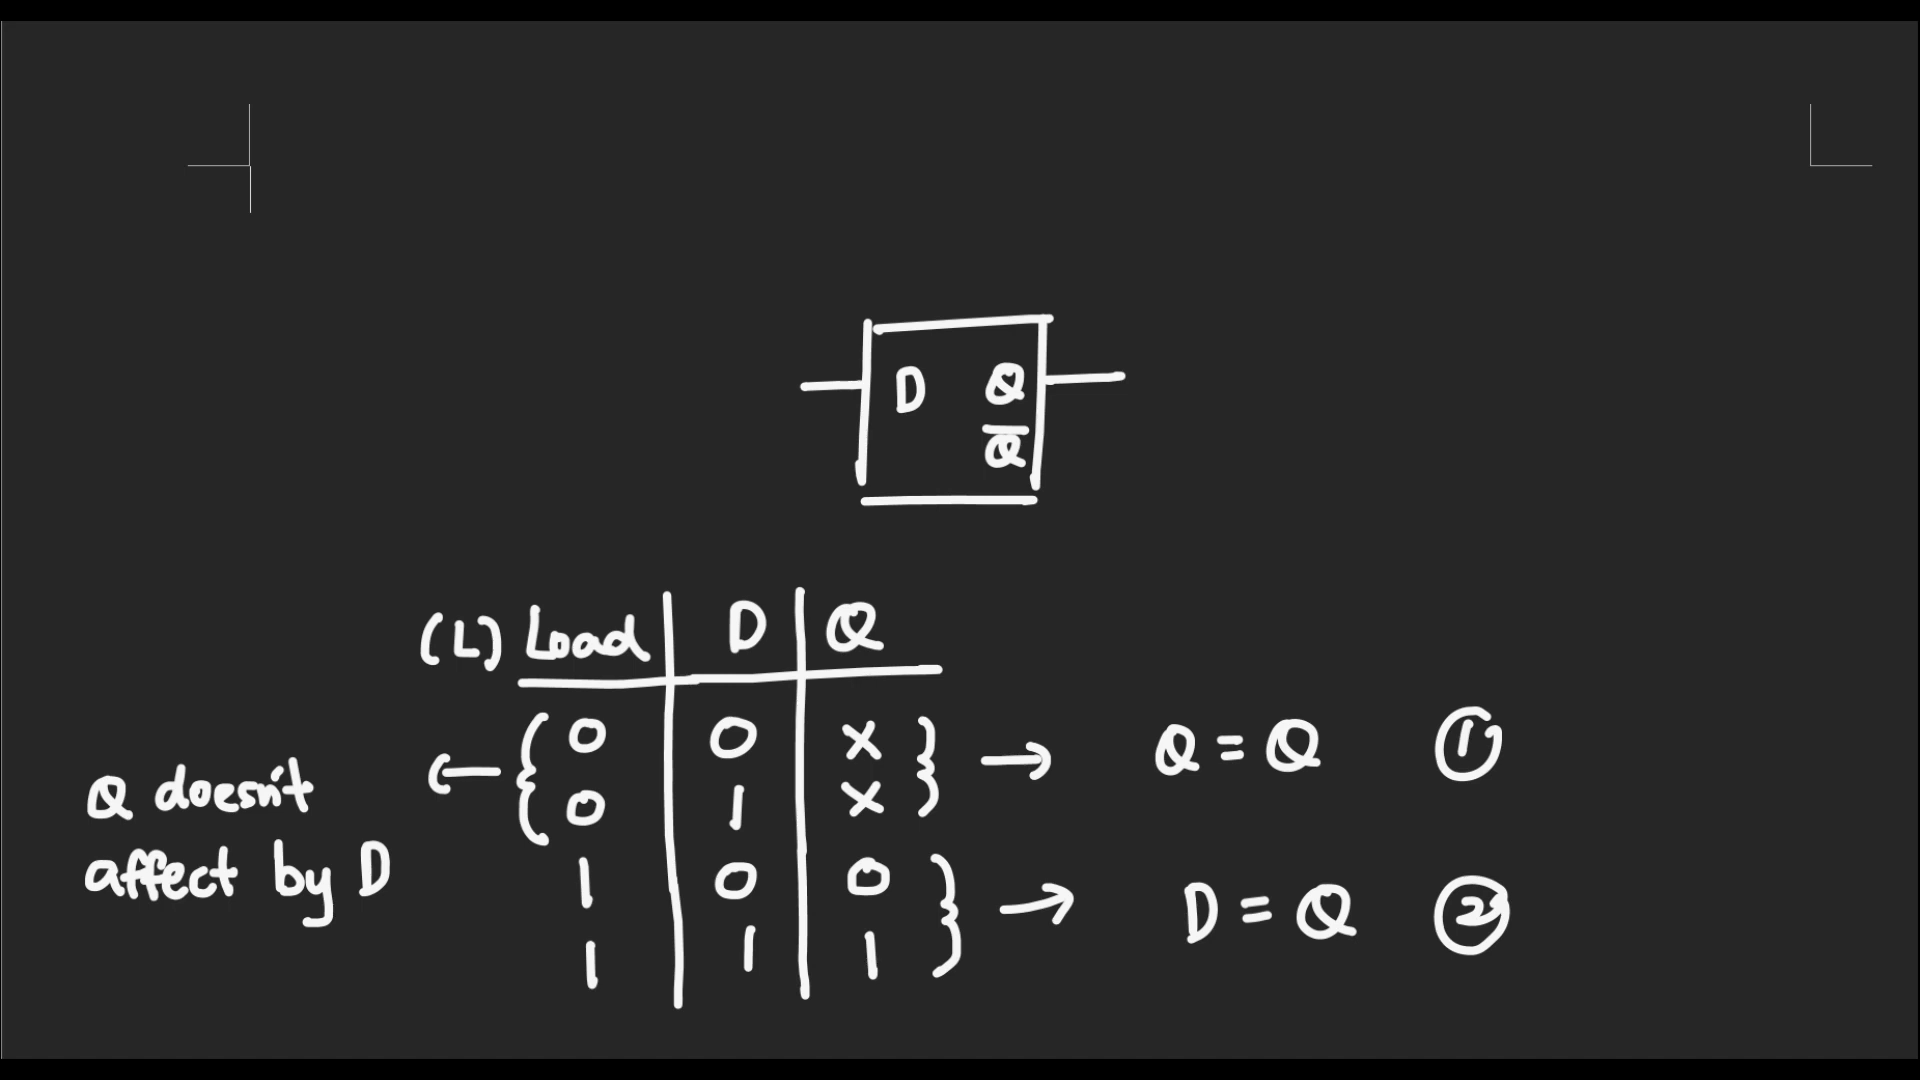 D Q
Q̅
(L) Load D Q
0 0 x → Q = Q ①
0 1 x
Q doesn't
affect by D
1 0 0 → D = Q ②
1 1 1